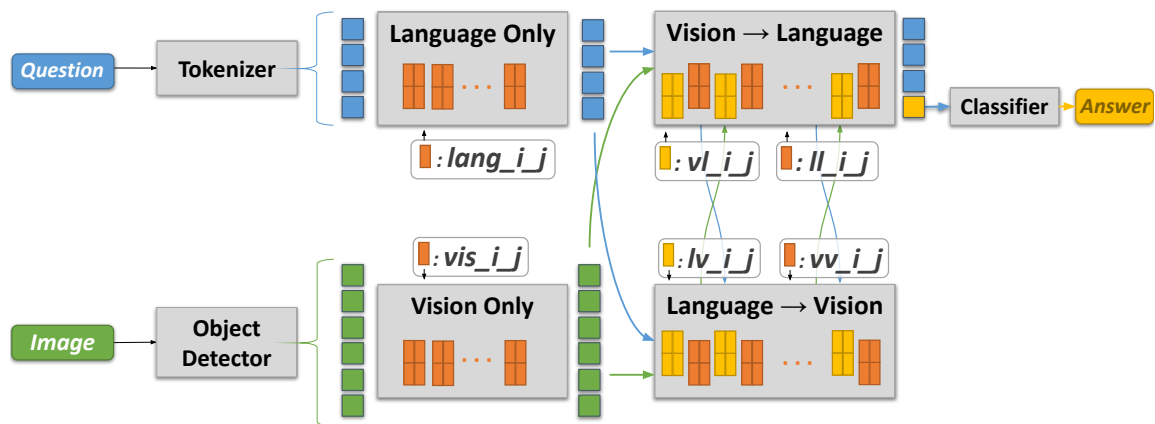 Question
Tokenizer
Language Only
. . .
: lang_i_j
Vision → Language
. . .
: vl_i_j
: ll_i_j
Classifier
Answer
Image
Object
Detector
: vis_i_j
Vision Only
. . .
: lv_i_j
: vv_i_j
Language → Vision
. . .